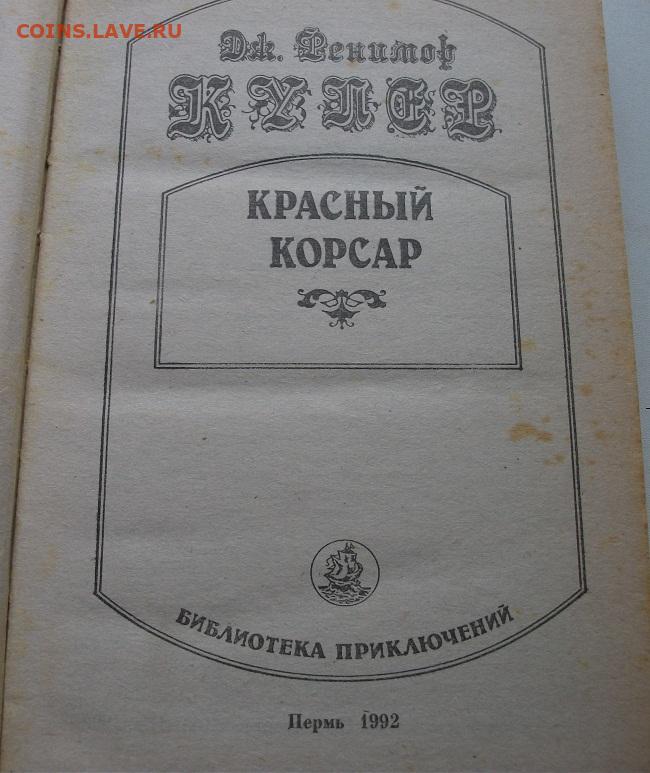 COINS.LAVE.RU
Дж. Фенимор
КУПЕР
КРАСНЫЙ
КОРСАР
БИБЛИОТЕКА ПРИКЛЮЧЕНИЙ
Пермь 1992